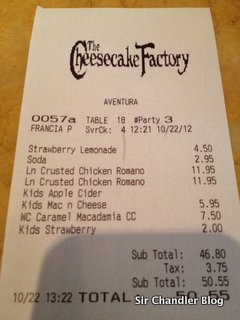 The
Cheesecake Factory
AVENTURA
0057a TABLE 18 #Party 3
FRANCIA P SvrCk: 4 12:21 10/22/12
Strawberry Lemonade 4.50
Soda 2.95
Ln Crusted Chicken Romano 11.95
Ln Crusted Chicken Romano 11.95
Kids Apple Cider
Kids Mac n Cheese 5.95
WC Caramel Macadamia CC 7.50
Kids Strawberry 2.00
Sub Total: 46.80
Tax: 3.75
Sub Total: 50.55
10/22 13:22 TOTAL: 50.55
Sir Chandler Blog